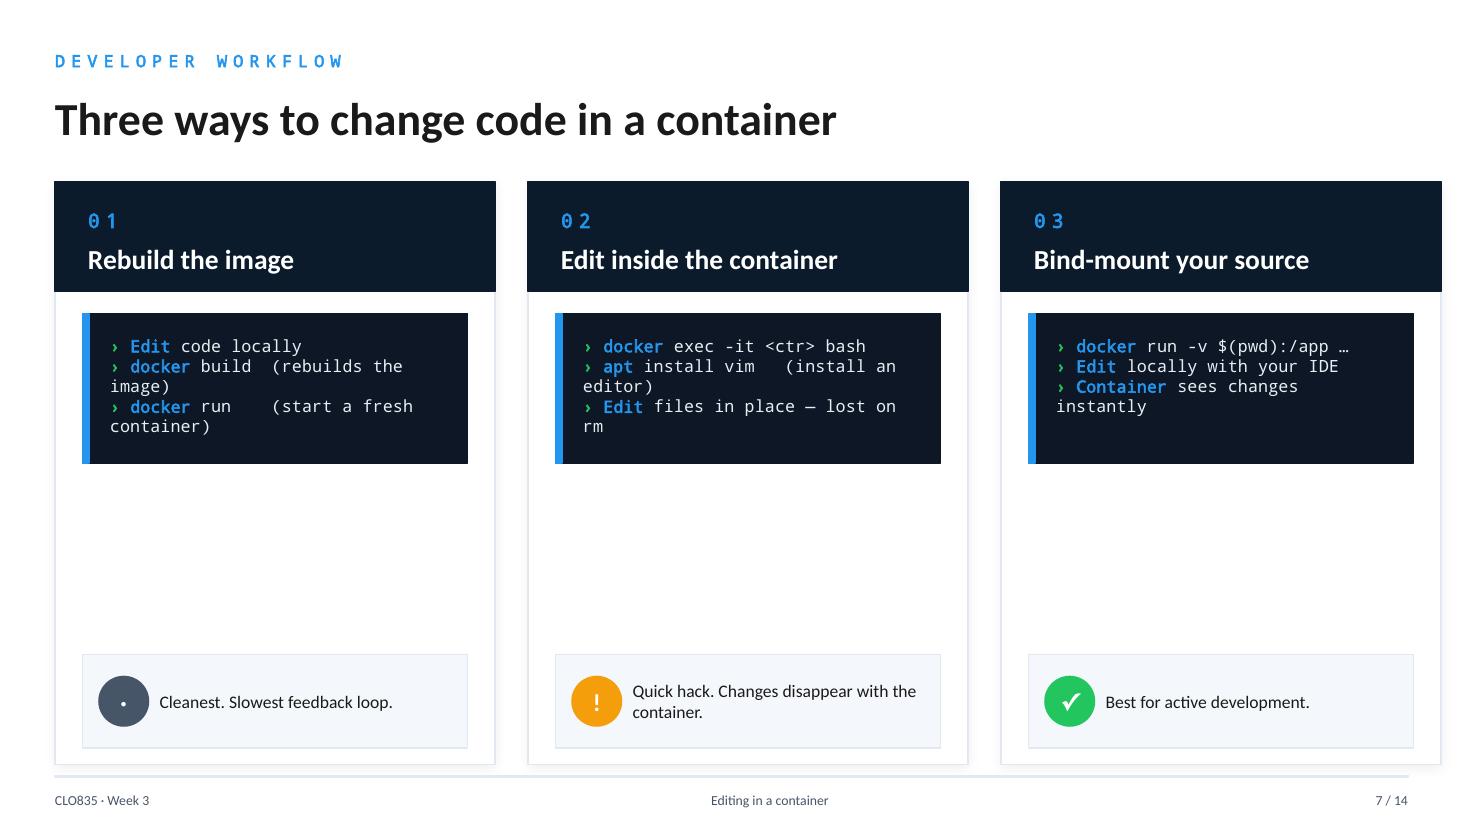 DEVELOPER WORKFLOW
Three ways to change code in a container
01
Rebuild the image
› Edit code locally
› docker build  (rebuilds the
image)
› docker run    (start a fresh
container)
· Cleanest. Slowest feedback loop.
02
Edit inside the container
› docker exec -it <ctr> bash
› apt install vim   (install an
editor)
› Edit files in place — lost on
rm
! Quick hack. Changes disappear with the
container.
03
Bind-mount your source
› docker run -v $(pwd):/app …
› Edit locally with your IDE
› Container sees changes
instantly
✓ Best for active development.
CLO835 · Week 3
Editing in a container
7 / 14